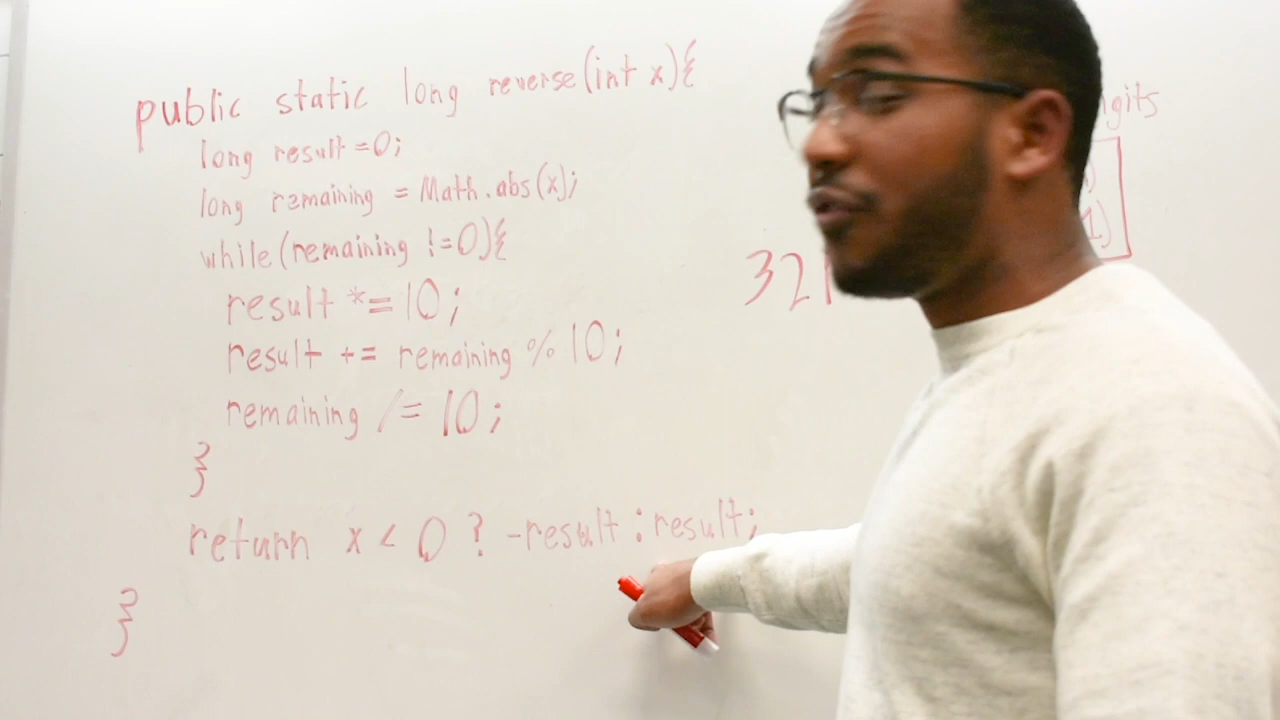 public static long reverse(int x){
long result =0;
long remaining = Math.abs(x);
while(remaining !=0){
result *= 10;
result += remaining % 10;
remaining /= 10;
}
return x < 0 ? -result : result;
}
321